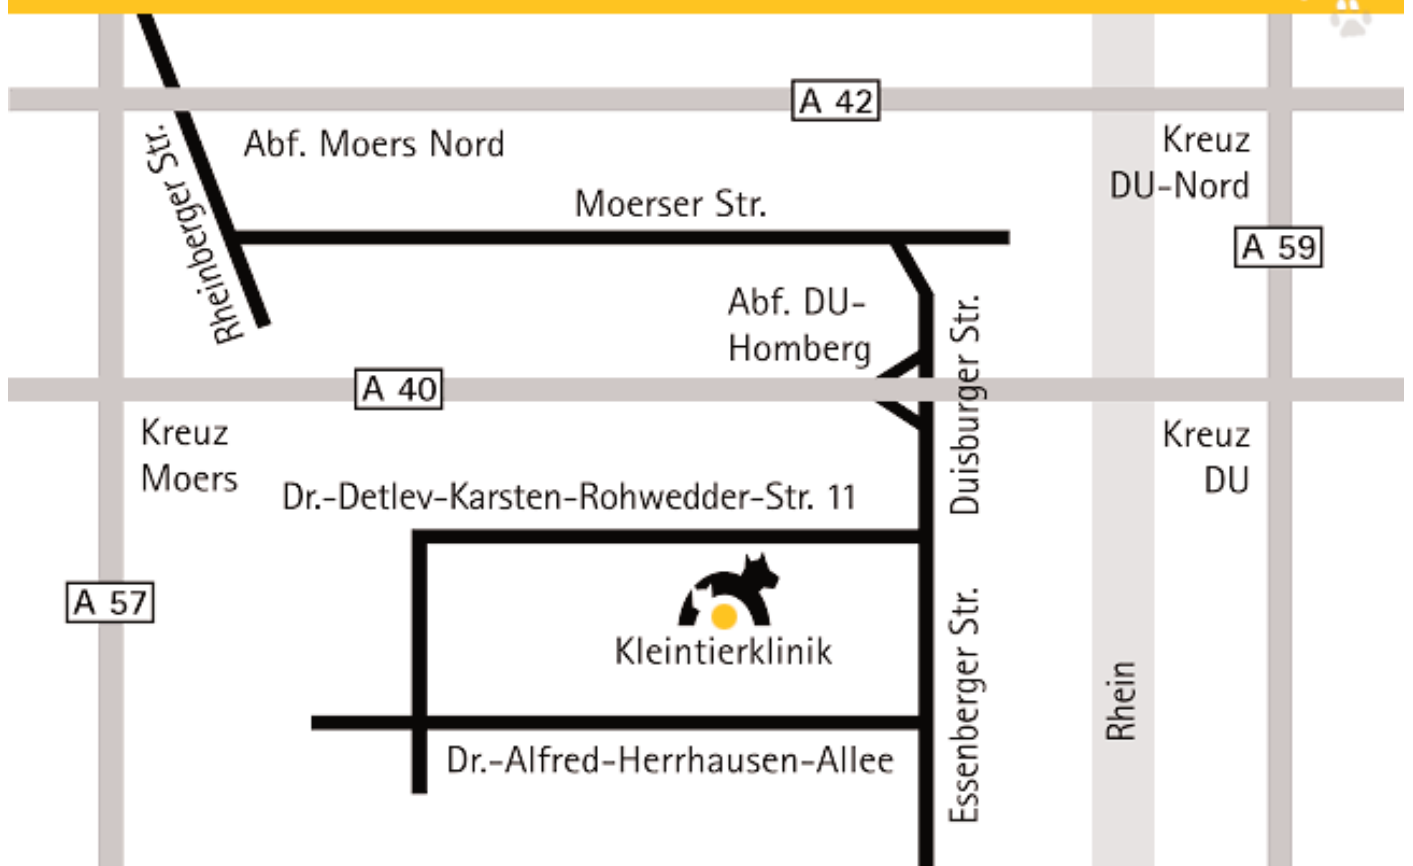 A 42
Rheinberger Str.
Abf. Moers Nord
Kreuz
DU-Nord
Moerser Str.
A 59
Abf. DU-
Homberg
Duisburger Str.
A 40
Kreuz
Moers
Kreuz
DU
Dr.-Detlev-Karsten-Rohwedder-Str. 11
A 57
Kleintierklinik
Essenberger Str.
Rhein
Dr.-Alfred-Herrhausen-Allee